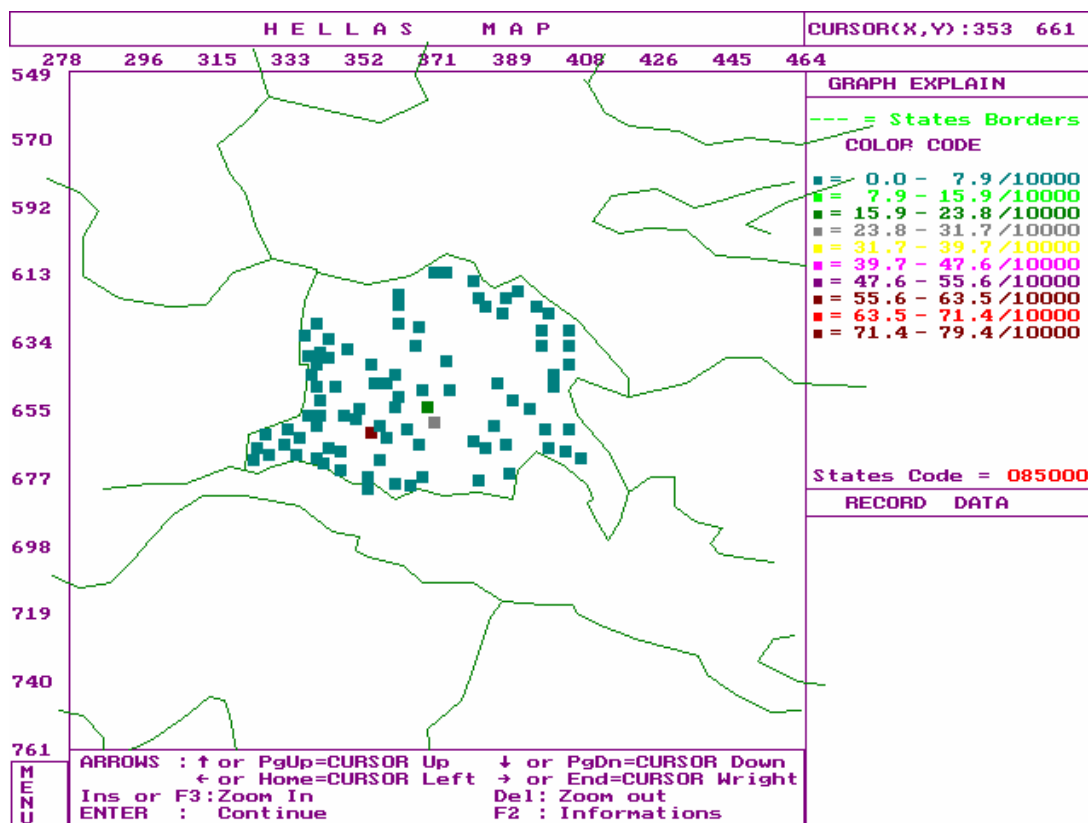 H E L L A S   M A P
CURSOR(X,Y):353 661
278 296 315 333 352 371 389 408 426 445 464
549
570
592
613
634
655
677
698
719
740
761
GRAPH EXPLAIN
--- = States Borders
COLOR CODE
■= 0.0 - 7.9/10000
■= 7.9 - 15.9/10000
■= 15.9 - 23.8/10000
■= 23.8 - 31.7/10000
■= 31.7 - 39.7/10000
■= 39.7 - 47.6/10000
■= 47.6 - 55.6/10000
■= 55.6 - 63.5/10000
■= 63.5 - 71.4/10000
■= 71.4 - 79.4/10000
States Code = 085000
RECORD DATA
MENU
ARROWS : ↑ or PgUp=CURSOR Up ↓ or PgDn=CURSOR Down
← or Home=CURSOR Left → or End=CURSOR Wright
Ins or F3:Zoom In Del: Zoom out
ENTER : Continue F2 : Informations